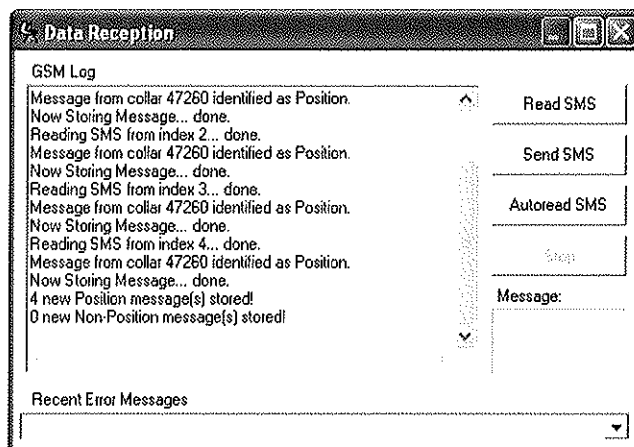 Data Reception
GSM Log
Message from collar 47260 identified as Position.
Now Storing Message... done.
Reading SMS from index 2... done.
Message from collar 47260 identified as Position.
Now Storing Message... done.
Reading SMS from index 3... done.
Message from collar 47260 identified as Position.
Now Storing Message... done.
Reading SMS from index 4... done.
Message from collar 47260 identified as Position.
Now Storing Message... done.
4 new Position message(s) stored!
0 new Non-Position message(s) stored!
Read SMS
Send SMS
Autoread SMS
Stop
Message:
Recent Error Messages